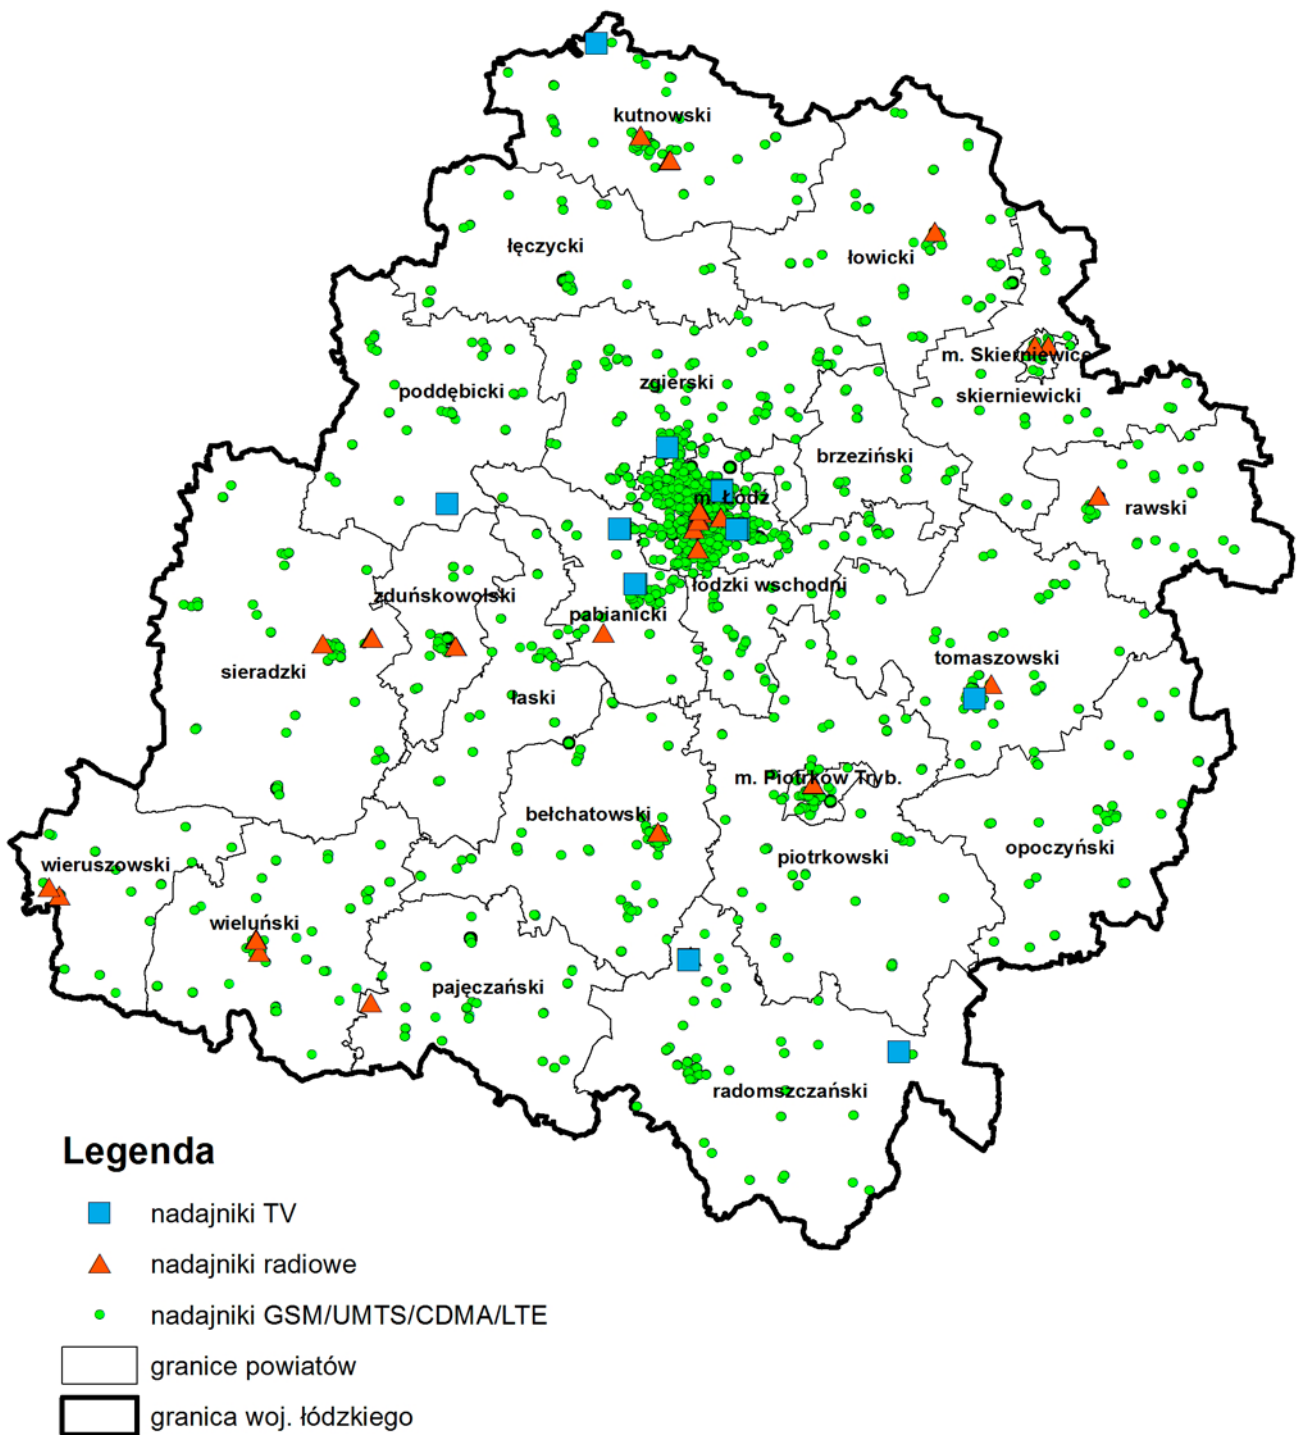 kutnowski
łęczycki
łowicki
m. Skierniewice
zgierski
poddębicki
skierniewicki
brzeziński
m. Łódź
rawski
łódzki wschodni
zduńskowolski
pabianicki
tomaszowski
sieradzki
łaski
m. Piotrków Tryb.
bełchatowski
opoczyński
piotrkowski
wieruszowski
wieluński
pajęczański
radomszczański
Legenda
nadajniki TV
nadajniki radiowe
nadajniki GSM/UMTS/CDMA/LTE
granice powiatów
granica woj. łódzkiego